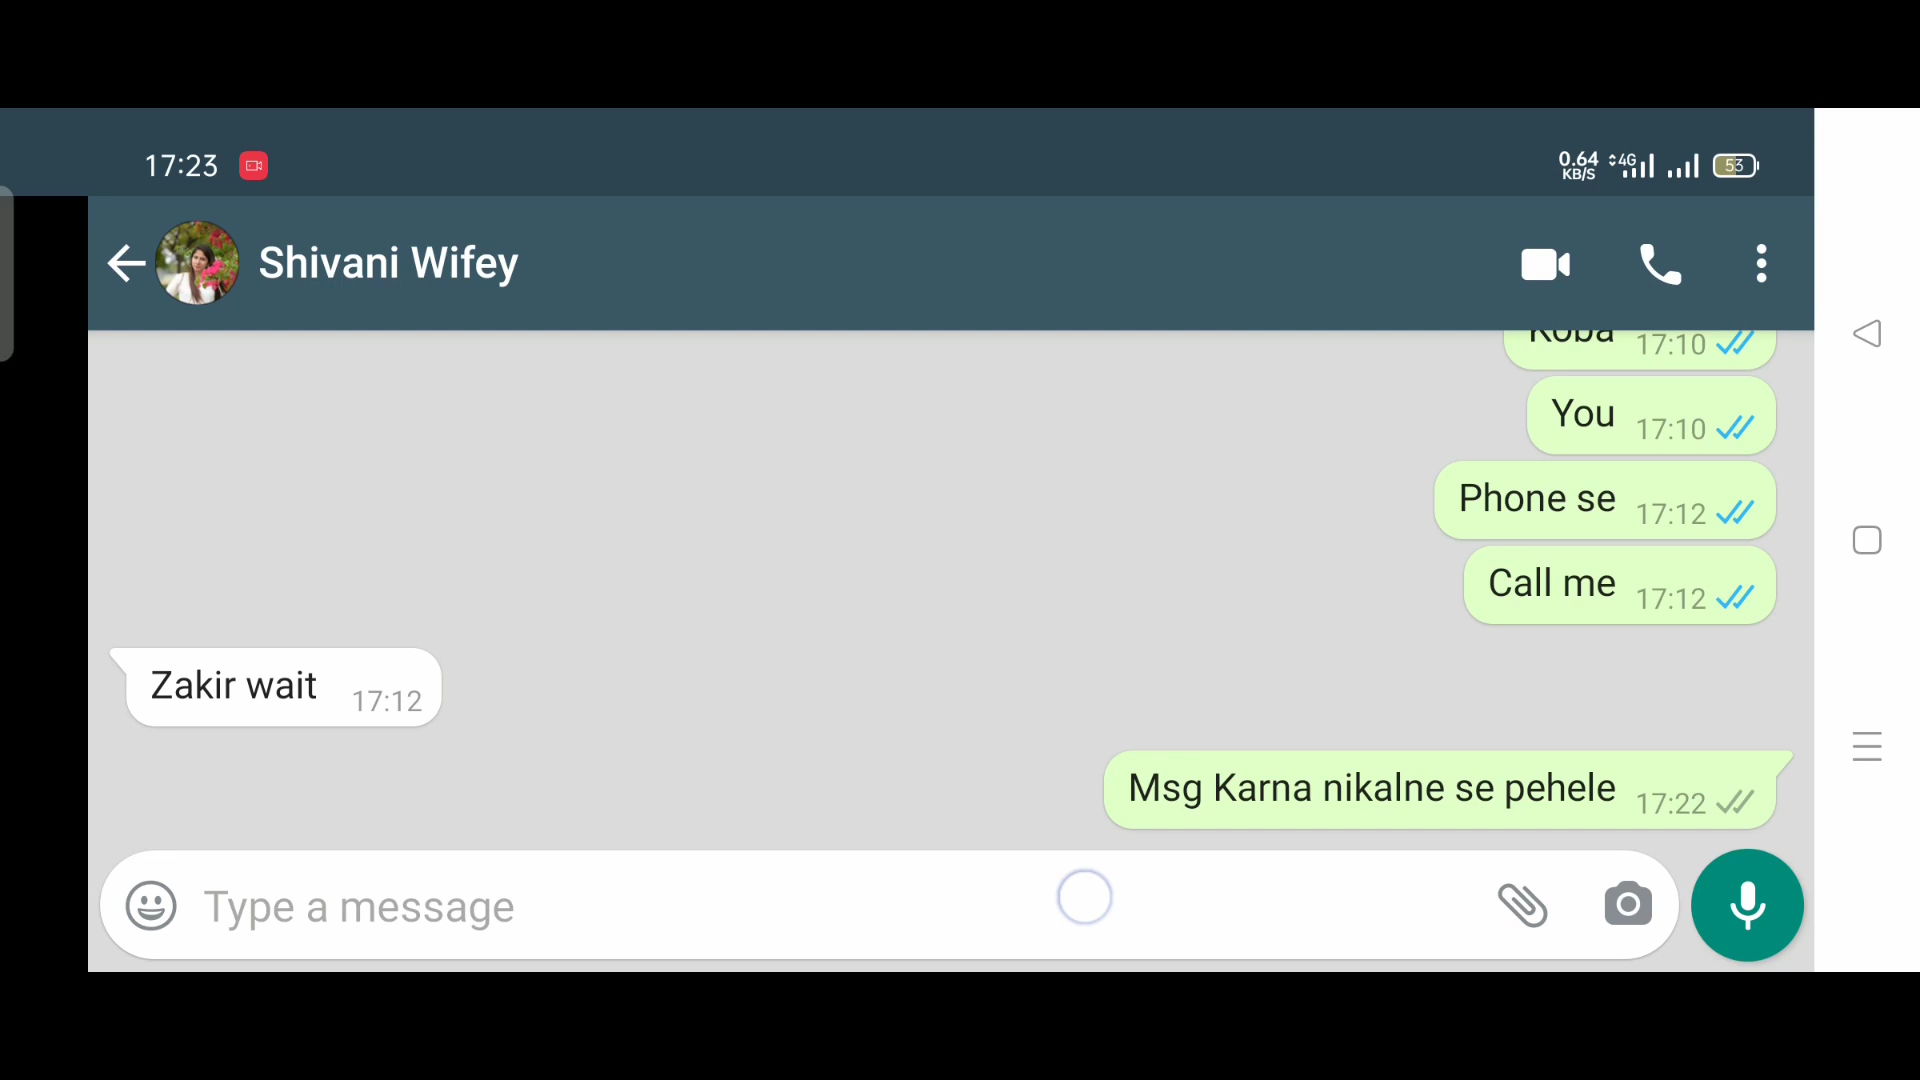 17:23
0.64
KB/S
4G
53
Shivani Wifey
17:10
You 17:10
Phone se 17:12
Call me 17:12
Zakir wait 17:12
Msg Karna nikalne se pehele 17:22
Type a message